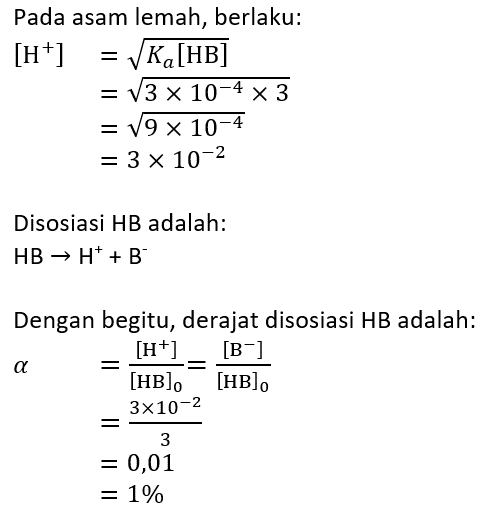 Pada asam lemah, berlaku:
[H⁺] = √(Kₐ[HB])
= √(3 × 10⁻⁴ × 3)
= √(9 × 10⁻⁴)
= 3 × 10⁻²
Disosiasi HB adalah:
HB → H⁺ + B⁻
Dengan begitu, derajat disosiasi HB adalah:
α = [H⁺]/[HB]₀ = [B⁻]/[HB]₀
= 3×10⁻²/3
= 0,01
= 1%